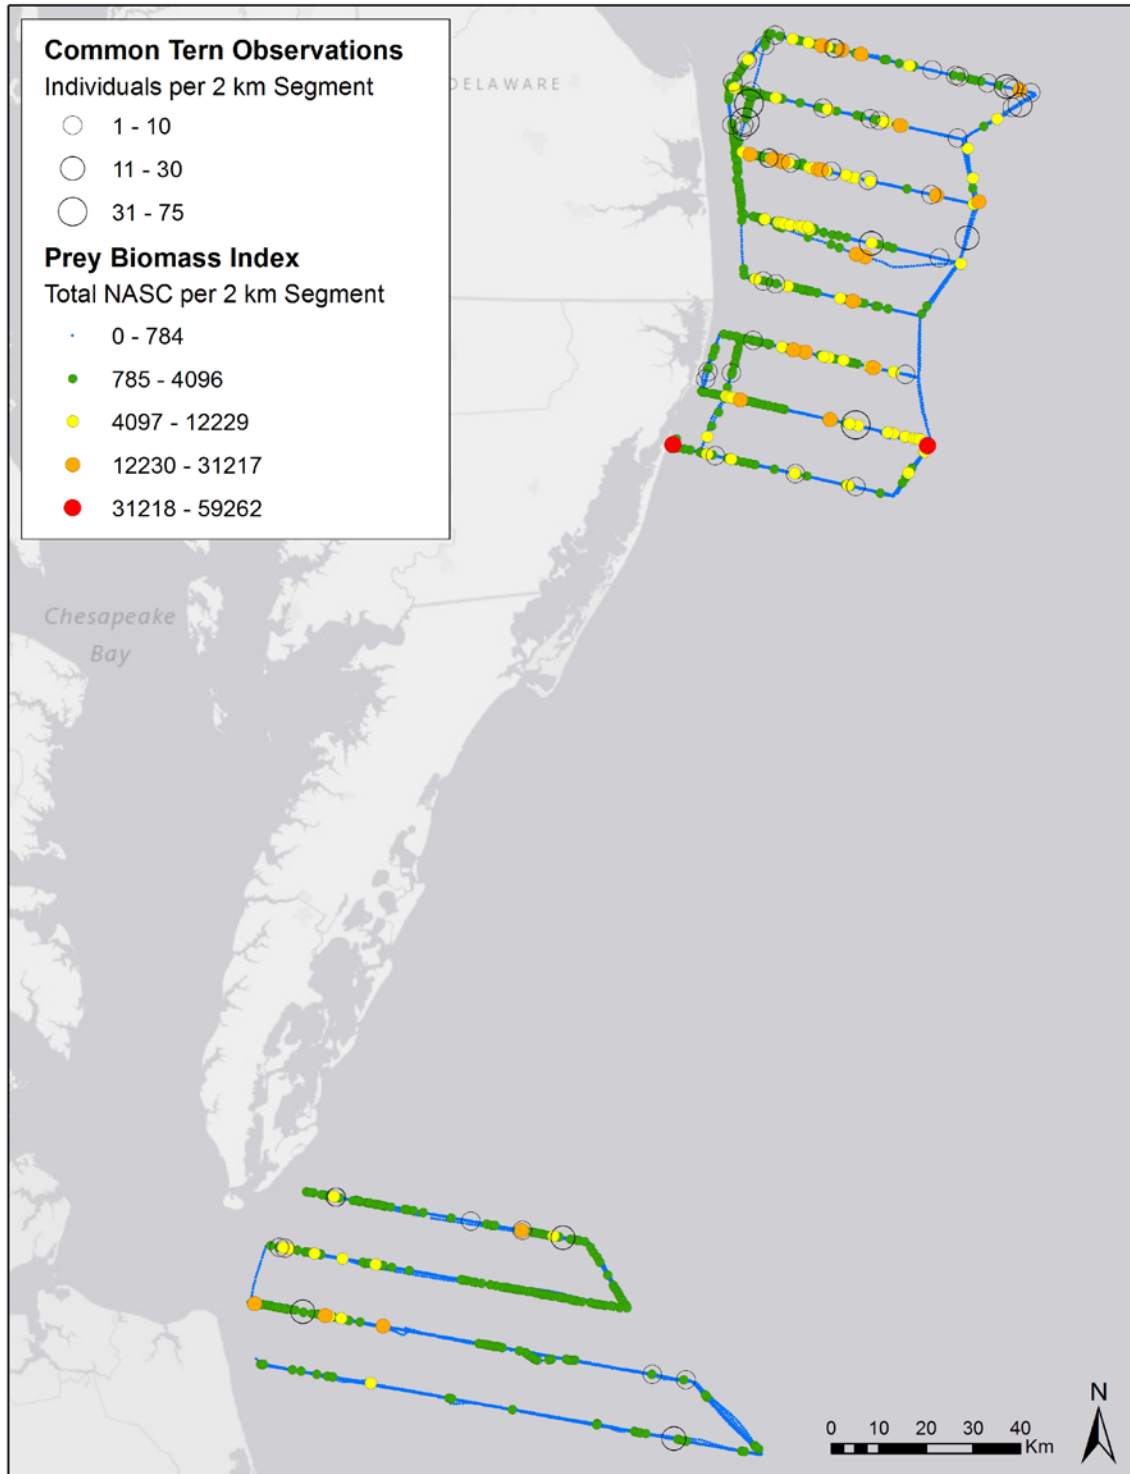 Common Tern Observations
Individuals per 2 km Segment
1 - 10
11 - 30
31 - 75
Prey Biomass Index
Total NASC per 2 km Segment
0 - 784
785 - 4096
4097 - 12229
12230 - 31217
31218 - 59262
DELAWARE
Chesapeake
Bay
N
0 10 20 30 40
Km